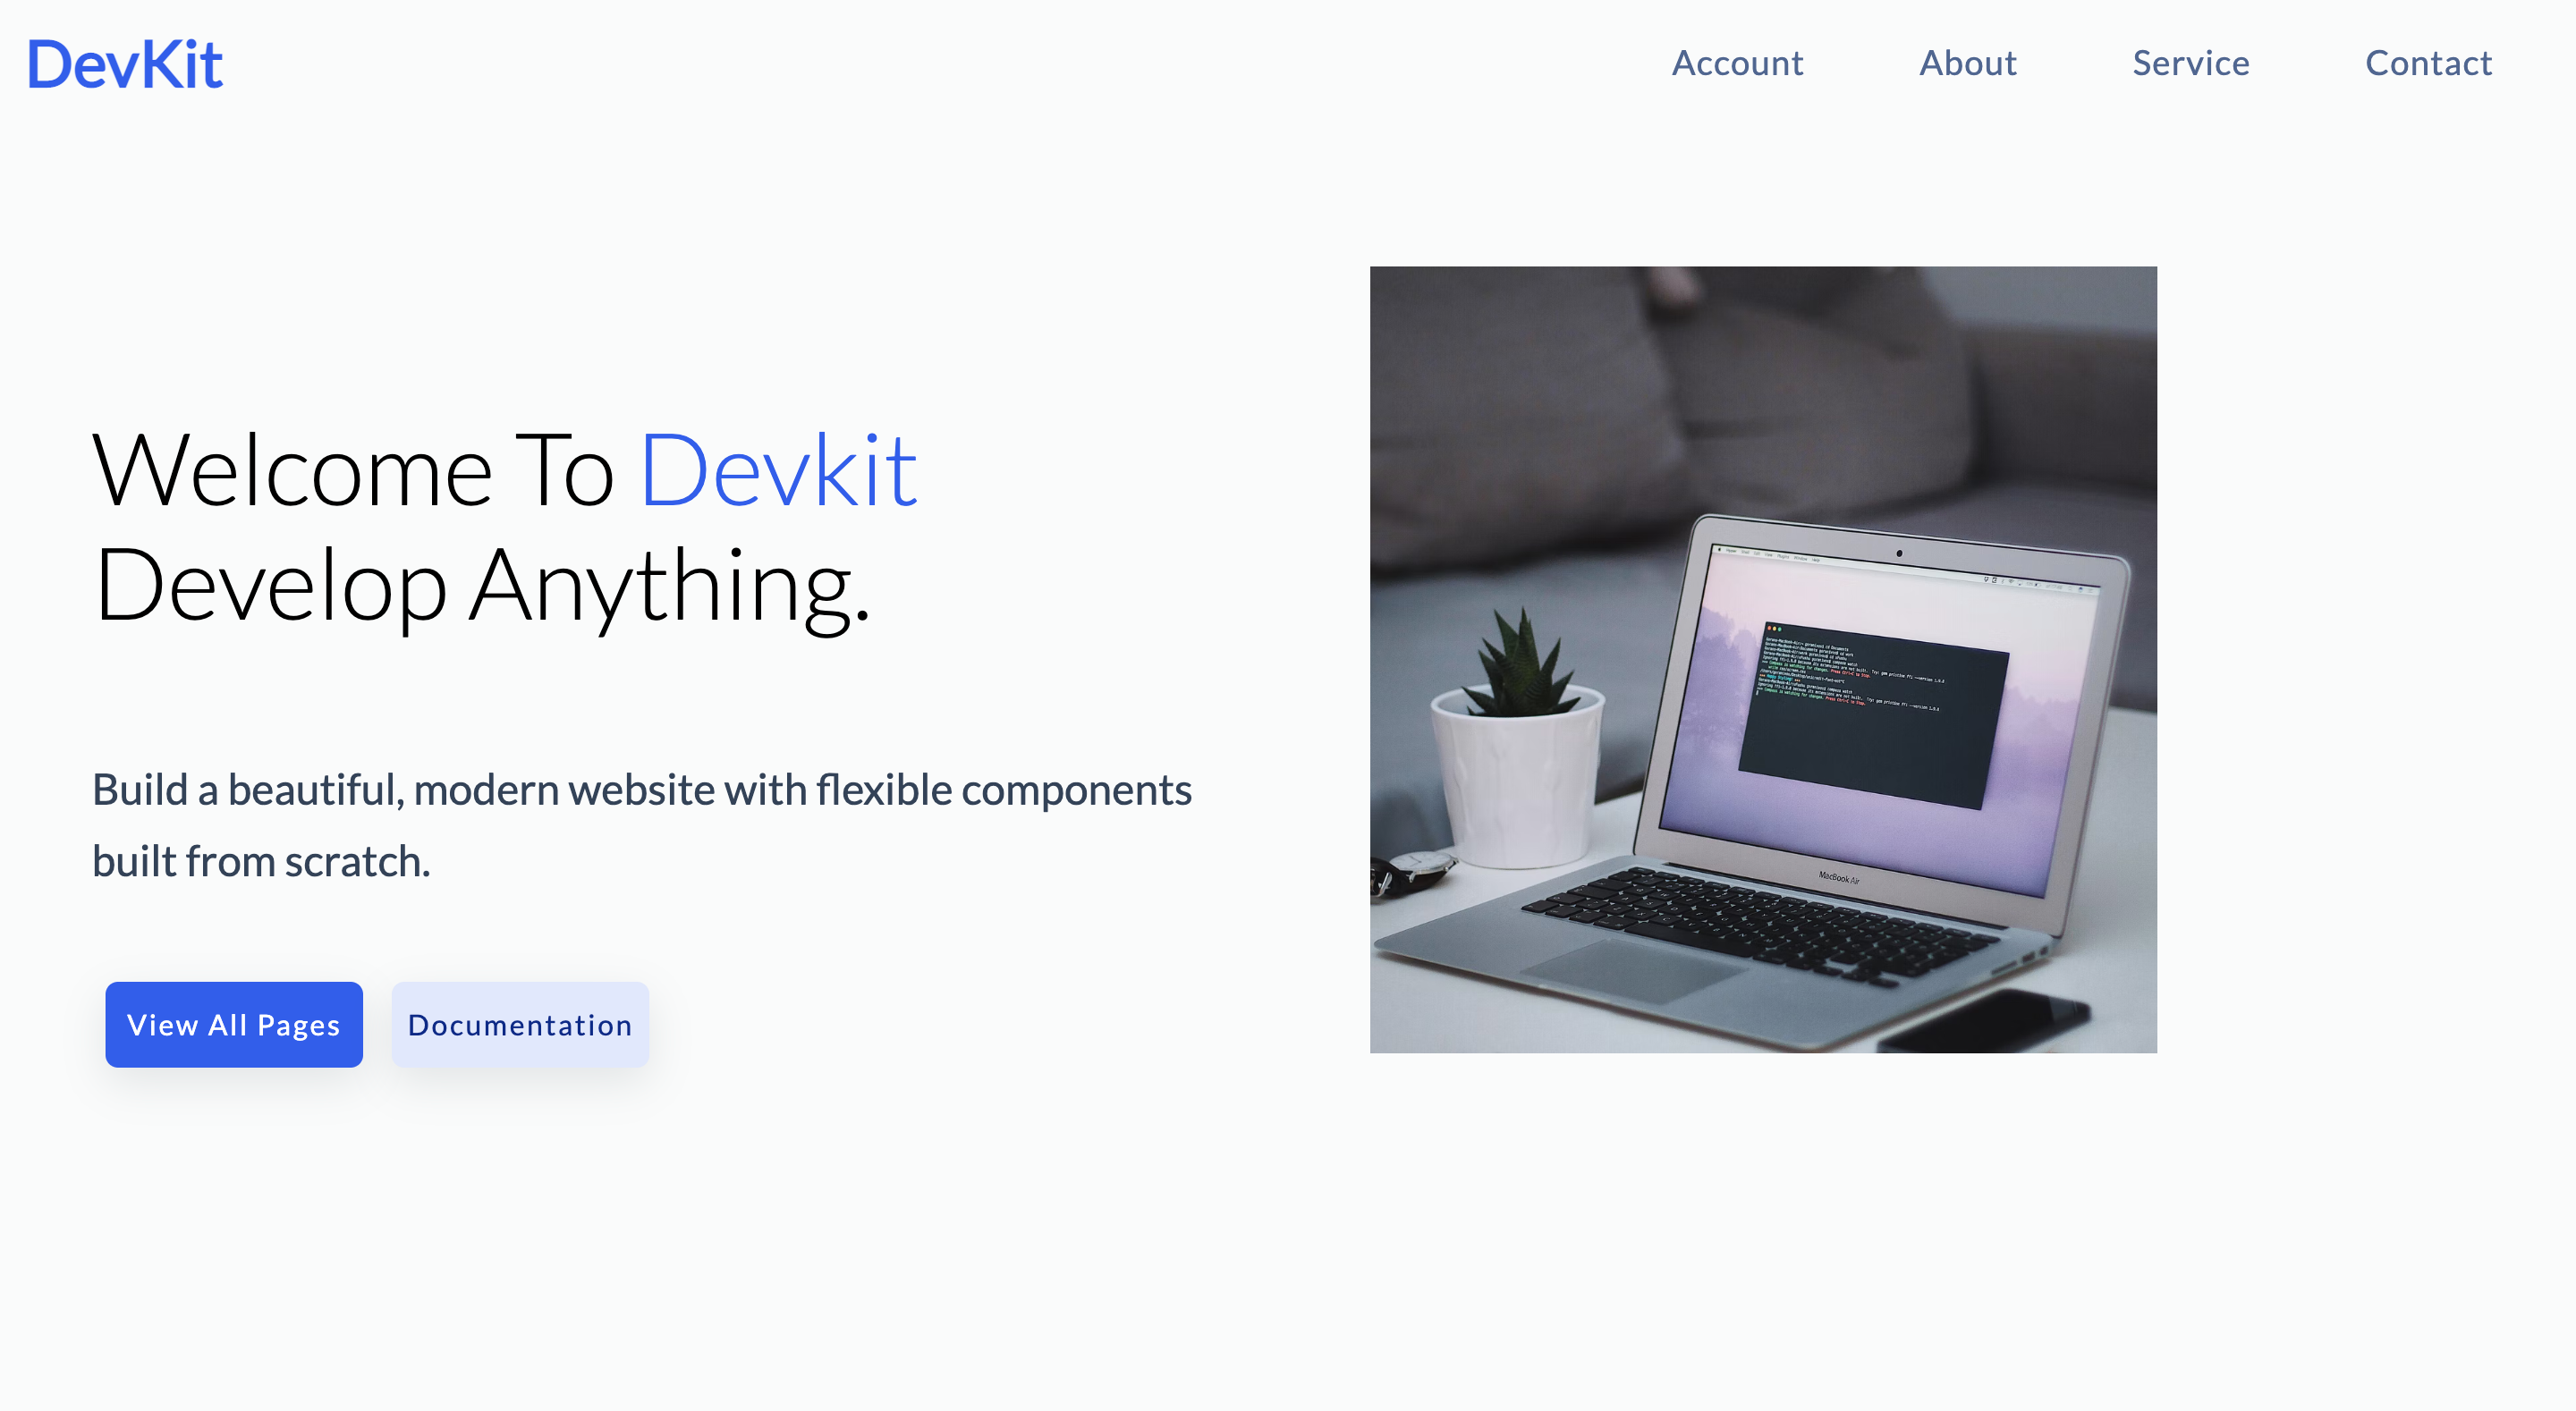 DevKit
Account
About
Service
Contact
Welcome To Devkit
Develop Anything.
Build a beautiful, modern website with flexible components
built from scratch.
View All Pages
Documentation
MacBook Air